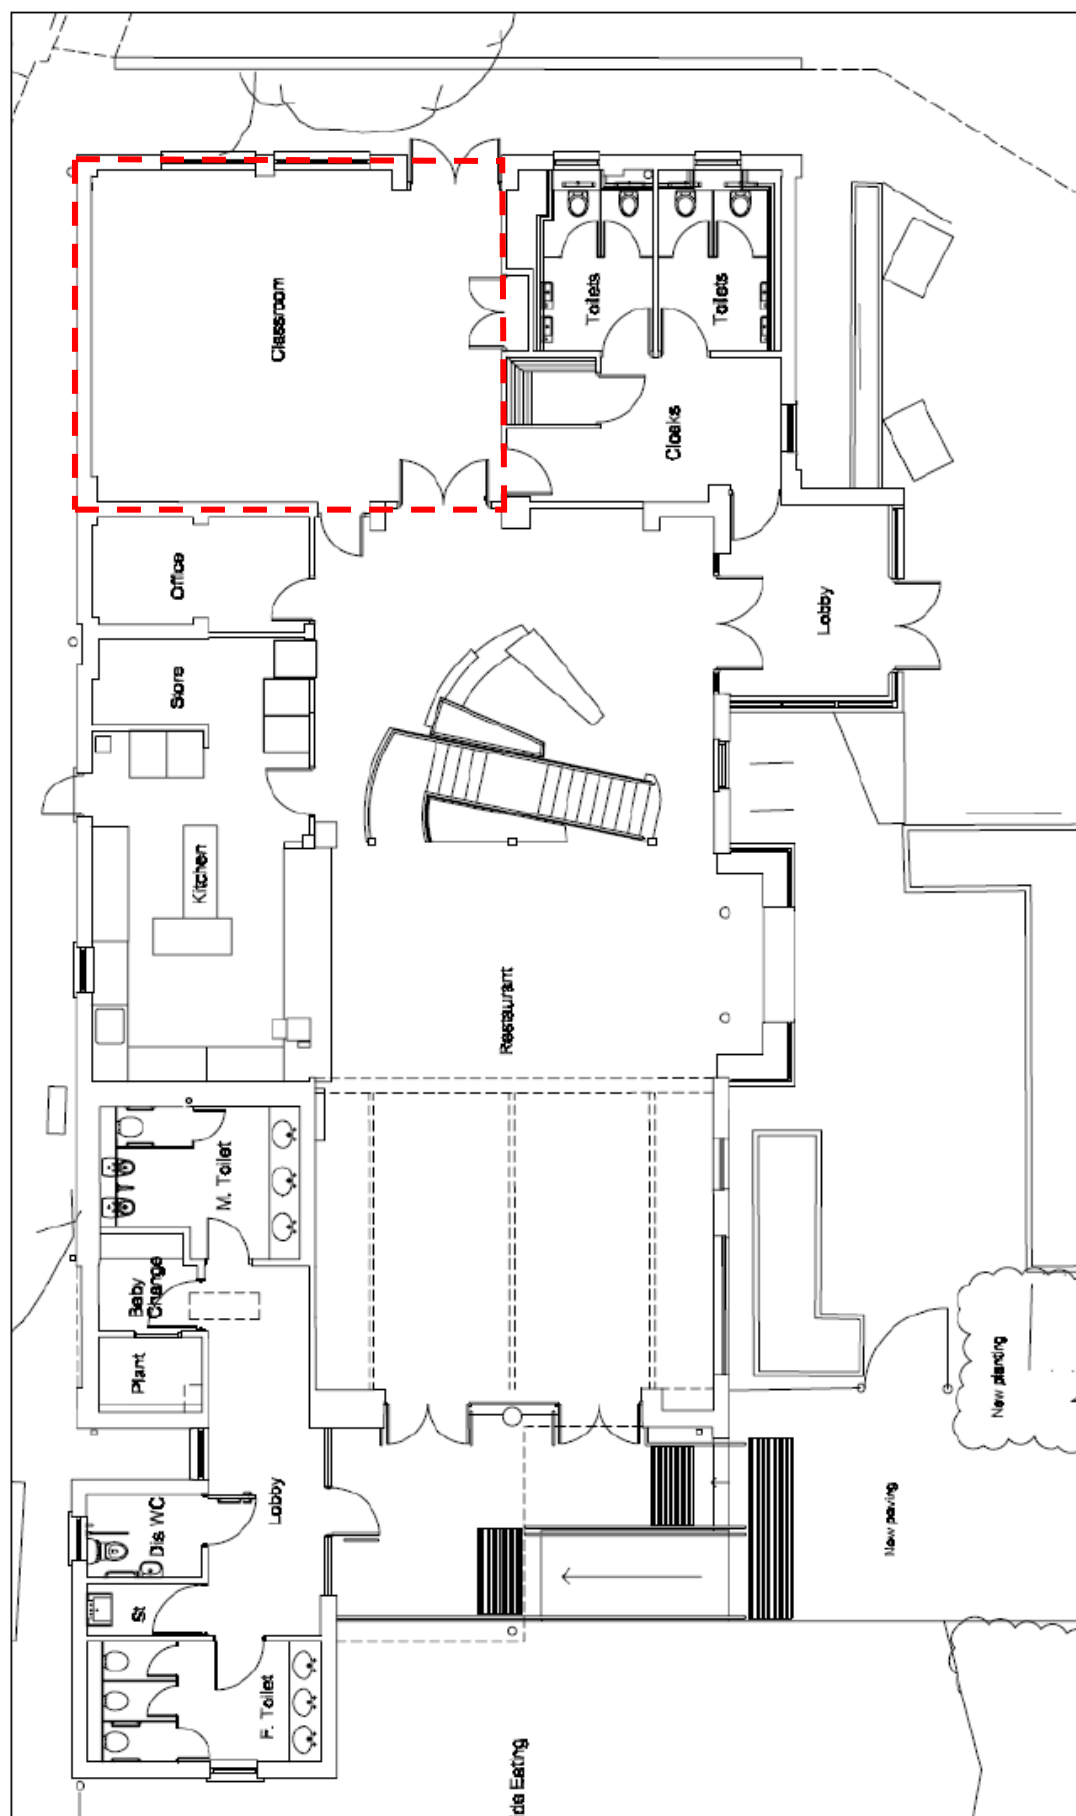 Classroom
Toilets
Toilets
Cloaks
Office
Lobby
Store
Kitchen
Restaurant
M. Toilet
Baby
Change
Plant
New planting
Lobby
Dis WC
New paving
St
F. Toilet
de Eating